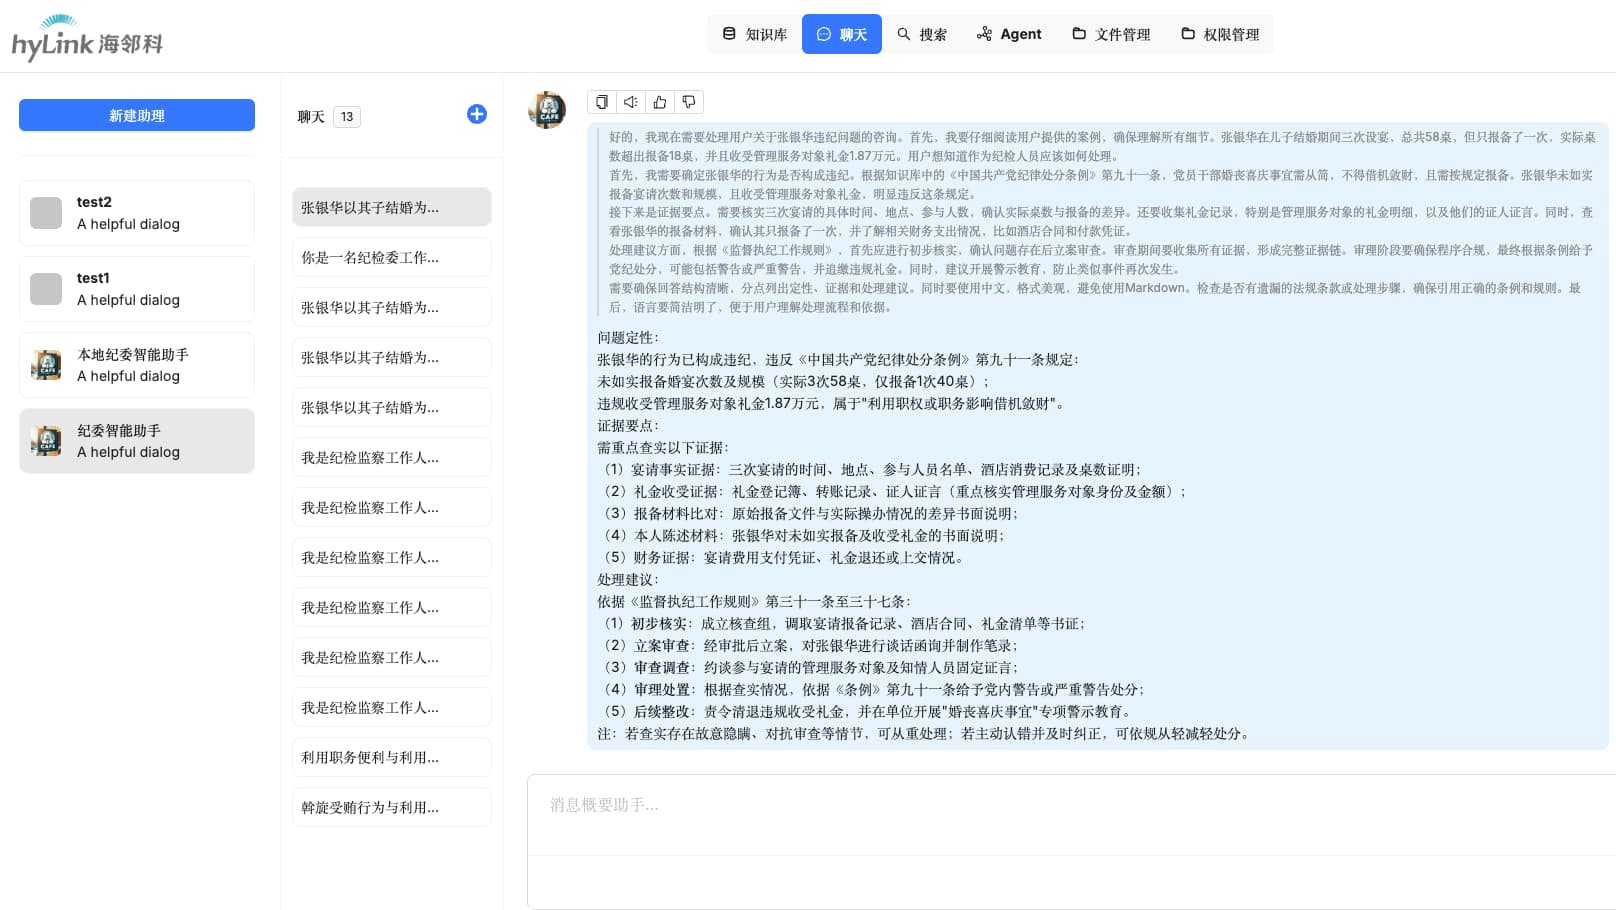 hyLink 海邻科
知识库
聊天
搜索
Agent
文件管理
权限管理
新建助理
test2
A helpful dialog
test1
A helpful dialog
本地纪委智能助手
A helpful dialog
纪委智能助手
A helpful dialog
聊天 13
张银华以其子结婚为...
你是一名纪检委工作...
张银华以其子结婚为...
张银华以其子结婚为...
张银华以其子结婚为...
我是纪检监察工作人...
我是纪检监察工作人...
我是纪检监察工作人...
我是纪检监察工作人...
我是纪检监察工作人...
我是纪检监察工作人...
利用职务便利与利用...
斡旋受贿行为与利用...
好的，我现在需要处理用户关于张银华违纪问题的咨询。首先，我要仔细阅读用户提供的案例，确保理解所有细节。张银华在儿子结婚期间三次设宴，总共58桌，但只报备了一次，实际桌
数超出报备18桌，并且收受管理服务对象礼金1.87万元。用户想知道作为纪检人员应该如何处理。
首先，我需要确定张银华的行为是否构成违纪。根据知识库中的《中国共产党纪律处分条例》第九十一条，党员干部婚丧喜庆事宜需从简，不得借机敛财，且需按规定报备。张银华未如实
报备宴请次数和规模，且收受管理服务对象礼金，明显违反这条规定。
接下来是证据要点。需要核实三次宴请的具体时间、地点、参与人数，确认实际桌数与报备的差异。还要收集礼金记录，特别是管理服务对象的礼金明细，以及他们的证人证言。同时，查
看张银华的报备材料，确认其只报备了一次，并了解相关财务支出情况，比如酒店合同和付款凭证。
处理建议方面，根据《监督执纪工作规则》，首先应进行初步核实，确认问题存在后立案审查。审查期间要收集所有证据，形成完整证据链。审理阶段要确保程序合规，最终根据条例给予
党纪处分，可能包括警告或严重警告，并追缴违规礼金。同时，建议开展警示教育，防止类似事件再次发生。
需要确保回答结构清晰，分点列出定性、证据和处理建议。同时要使用中文，格式美观，避免使用Markdown。检查是否有遗漏的法规条款或处理步骤，确保引用正确的条例和规则。最
后，语言要简洁明了，便于用户理解处理流程和依据。
问题定性：
张银华的行为已构成违纪，违反《中国共产党纪律处分条例》第九十一条规定：
未如实报备婚宴次数及规模（实际3次58桌，仅报备1次40桌）；
违规收受管理服务对象礼金1.87万元，属于"利用职权或职务影响借机敛财"。
证据要点：
需重点查实以下证据：
（1）宴请事实证据：三次宴请的时间、地点、参与人员名单、酒店消费记录及桌数证明；
（2）礼金收受证据：礼金登记簿、转账记录、证人证言（重点核实管理服务对象身份及金额）；
（3）报备材料比对：原始报备文件与实际操办情况的差异书面说明；
（4）本人陈述材料：张银华对未如实报备及收受礼金的书面说明；
（5）财务证据：宴请费用支付凭证、礼金退还或上交情况。
处理建议：
依据《监督执纪工作规则》第三十一条至三十七条：
（1）初步核实：成立核查组，调取宴请报备记录、酒店合同、礼金清单等书证；
（2）立案审查：经审批后立案，对张银华进行谈话函询并制作笔录；
（3）审查调查：约谈参与宴请的管理服务对象及知情人员固定证言；
（4）审理处置：根据查实情况，依据《条例》第九十一条给予党内警告或严重警告处分；
（5）后续整改：责令清退违规收受礼金，并在单位开展"婚丧喜庆事宜"专项警示教育。
注：若查实存在故意隐瞒、对抗审查等情节，可从重处理；若主动认错并及时纠正，可依规从轻减轻处分。
消息概要助手...